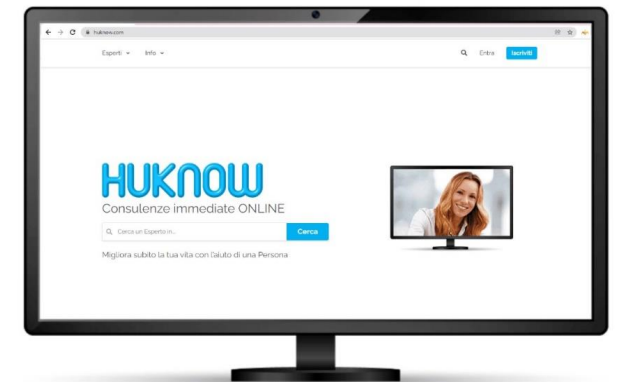 huknow.com
Esperti Info Entra Iscriviti
HUKNOW
Consulenze immediate ONLINE
Cerca un Esperto in... Cerca
Migliora subito la tua vita con l'aiuto di una Persona